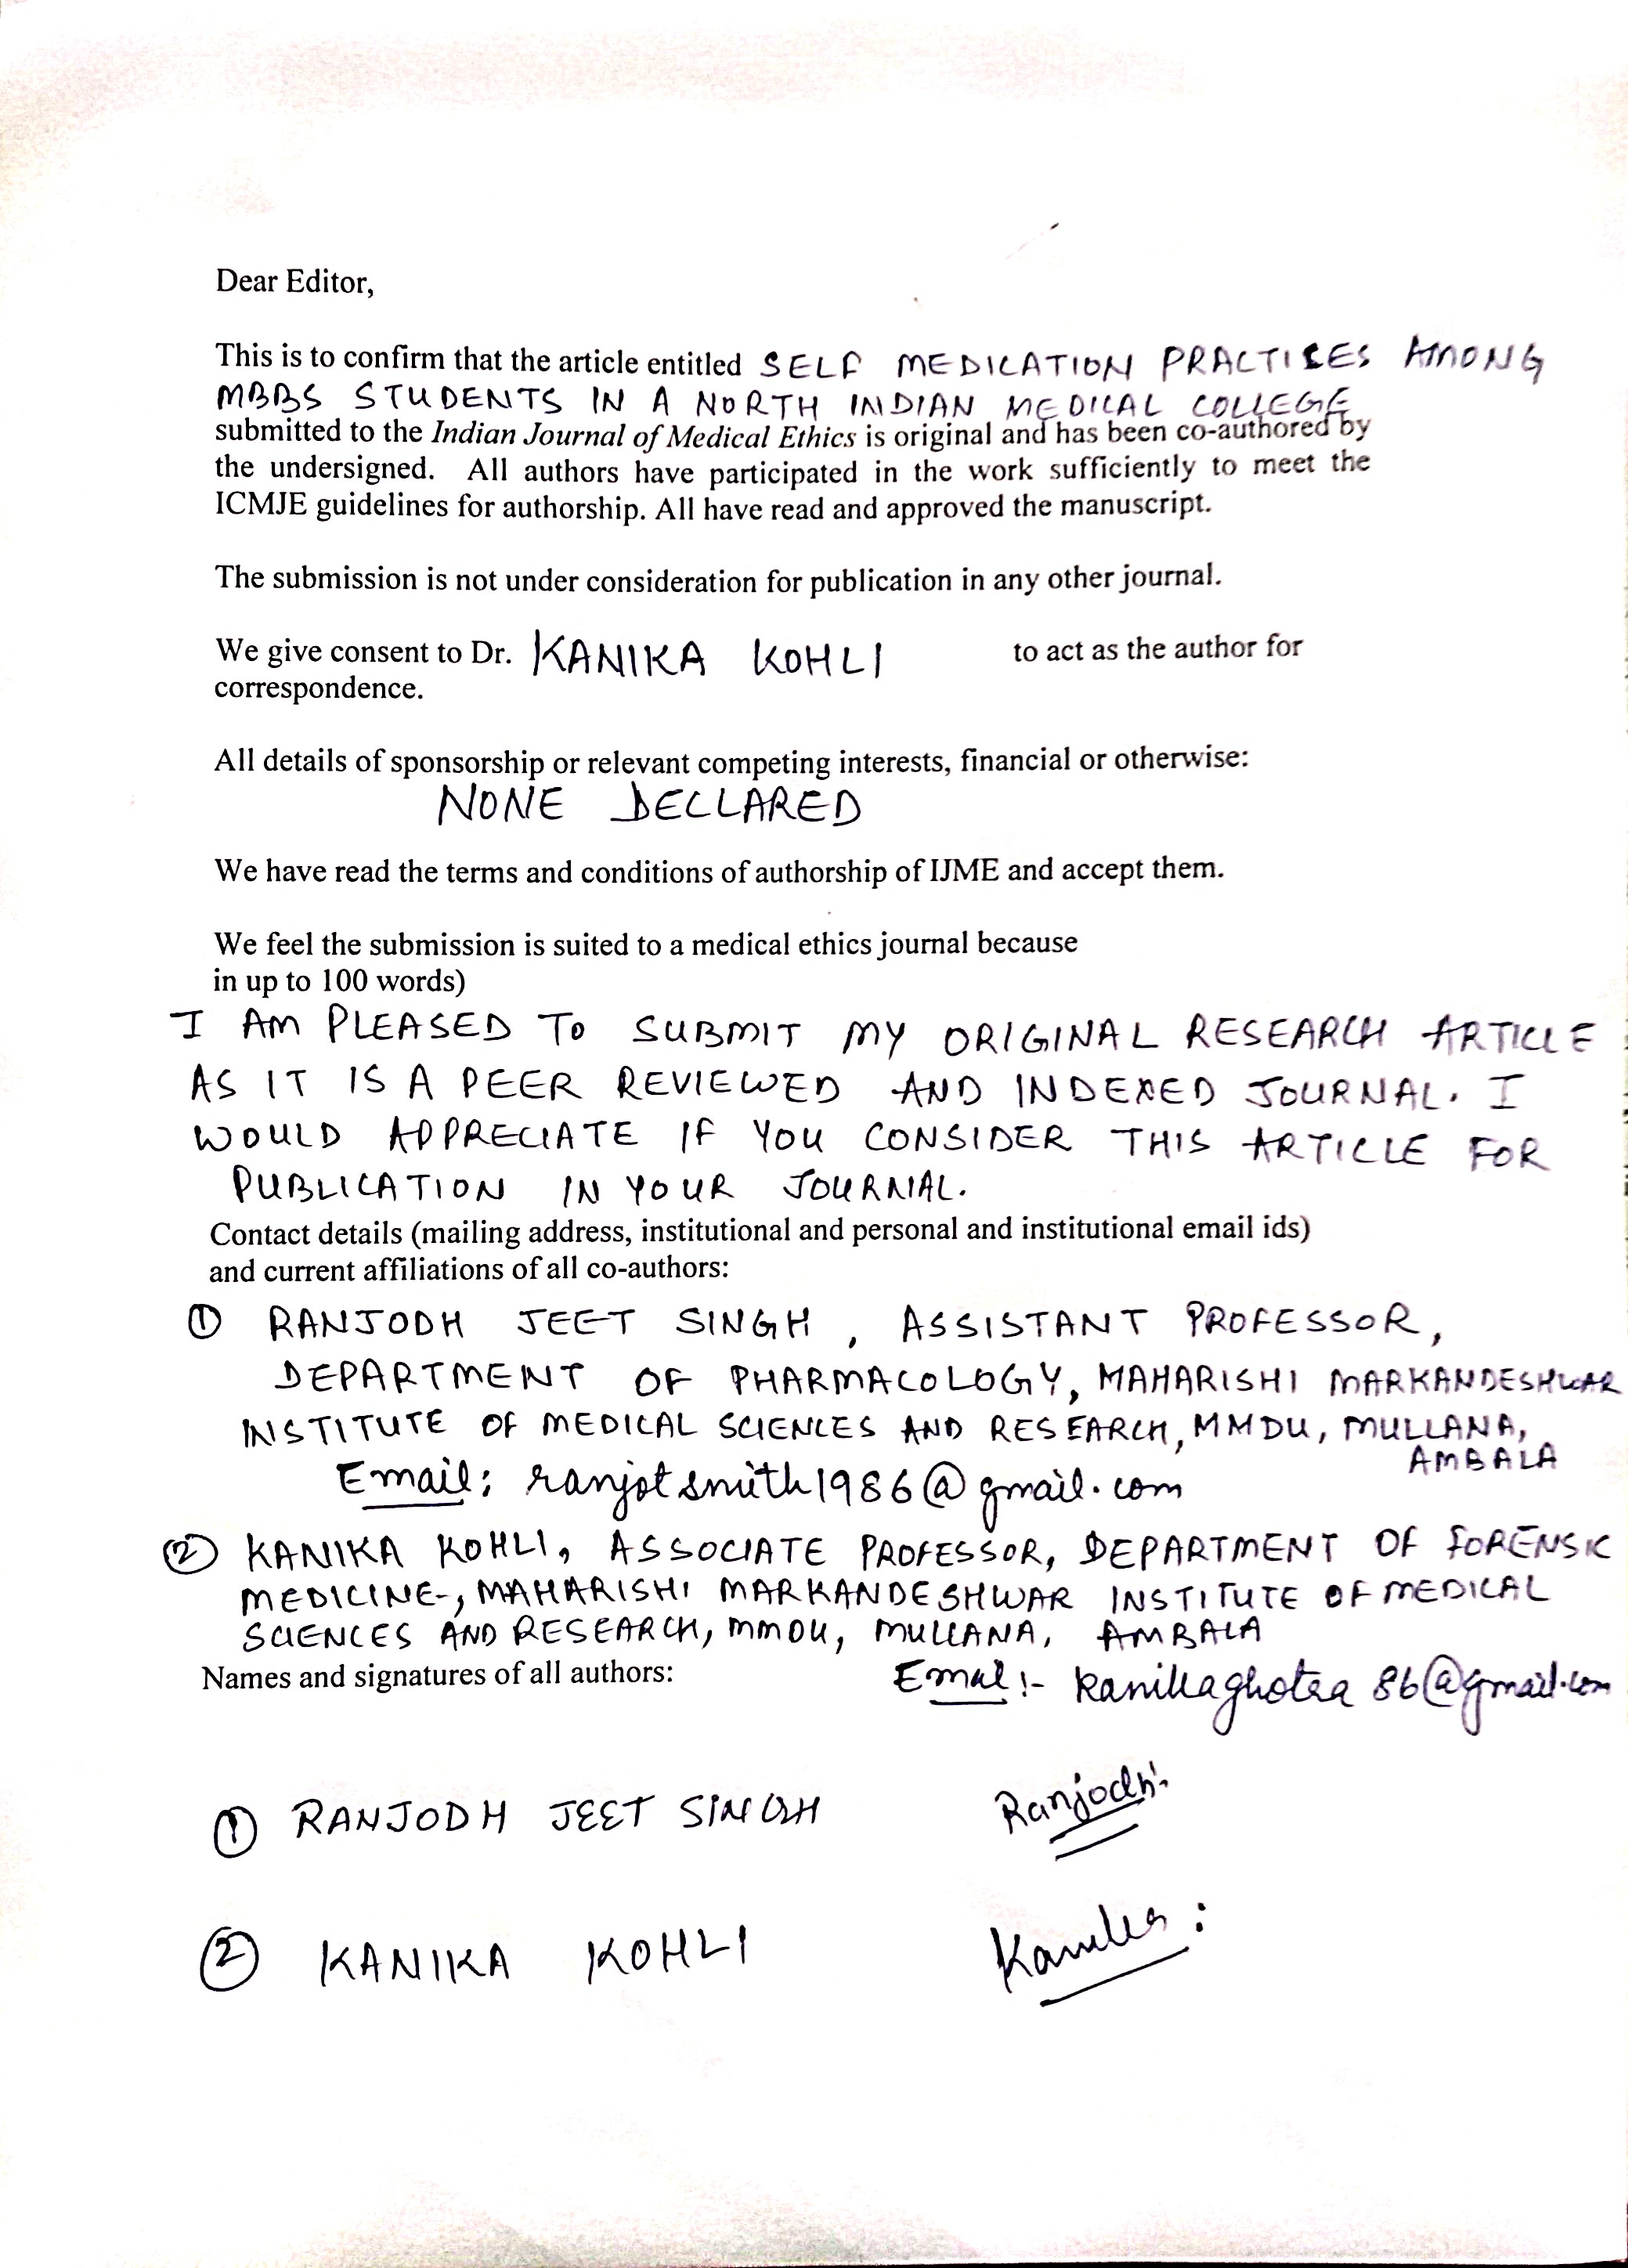 Dear Editor,
This is to confirm that the article entitled SELF MEDICATION PRACTICES AMONG
MBBS STUDENTS IN A NORTH INDIAN MEDICAL COLLEGE
submitted to the Indian Journal of Medical Ethics is original and has been co-authored by
the undersigned. All authors have participated in the work sufficiently to meet the
ICMJE guidelines for authorship. All have read and approved the manuscript.
The submission is not under consideration for publication in any other journal.
We give consent to Dr. KANIKA KOHLI to act as the author for
correspondence.
All details of sponsorship or relevant competing interests, financial or otherwise:
NONE DECLARED
We have read the terms and conditions of authorship of IJME and accept them.
We feel the submission is suited to a medical ethics journal because
in up to 100 words)
I AM PLEASED TO SUBMIT MY ORIGINAL RESEARCH ARTICLE
AS IT IS A PEER REVIEWED AND INDEXED JOURNAL. I
WOULD APPRECIATE IF YOU CONSIDER THIS ARTICLE FOR
PUBLICATION IN YOUR JOURNAL.
Contact details (mailing address, institutional and personal and institutional email ids)
and current affiliations of all co-authors:
① RANJODH JEET SINGH, ASSISTANT PROFESSOR,
DEPARTMENT OF PHARMACOLOGY, MAHARISHI MARKANDESHWAR
INSTITUTE OF MEDICAL SCIENCES AND RESEARCH, MMDU, MULLANA,
AMBALA
Email: ranjotsmith1986@gmail.com
② KANIKA KOHLI, ASSOCIATE PROFESSOR, DEPARTMENT OF FORENSIC
MEDICINE, MAHARISHI MARKANDESHWAR INSTITUTE OF MEDICAL
SCIENCES AND RESEARCH, MMDU, MULLANA, AMBALA
Names and signatures of all authors: Email:- kanikaghotra86@gmail.com
① RANJODH JEET SINGH Ranjodh
② KANIKA KOHLI Kanika